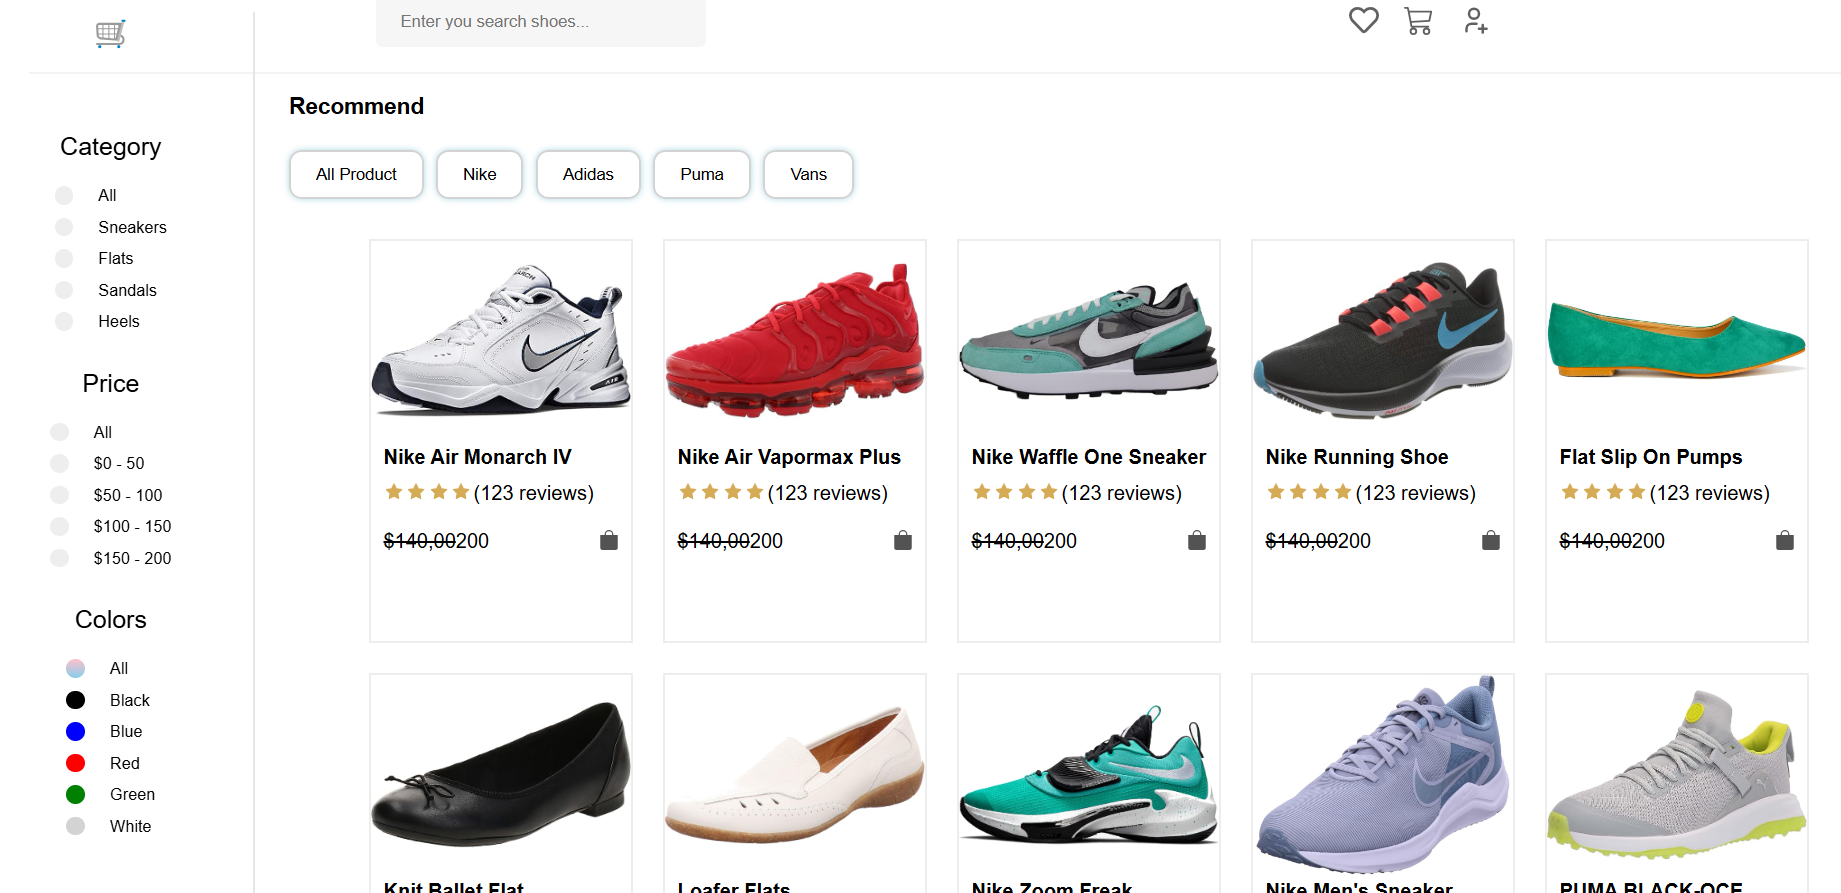 Enter you search shoes...
Recommend
All Product
Nike
Adidas
Puma
Vans
Category
All
Sneakers
Flats
Sandals
Heels
Price
All
$0 - 50
$50 - 100
$100 - 150
$150 - 200
Colors
All
Black
Blue
Red
Green
White
Nike Air Monarch IV
(123 reviews)
$140,00200
Nike Air Vapormax Plus
(123 reviews)
$140,00200
Nike Waffle One Sneaker
(123 reviews)
$140,00200
Nike Running Shoe
(123 reviews)
$140,00200
Flat Slip On Pumps
(123 reviews)
$140,00200
Knit Ballet Flat
Loafer Flats
Nike Zoom Freak
Nike Men's Sneaker
PUMA BLACK-OCE